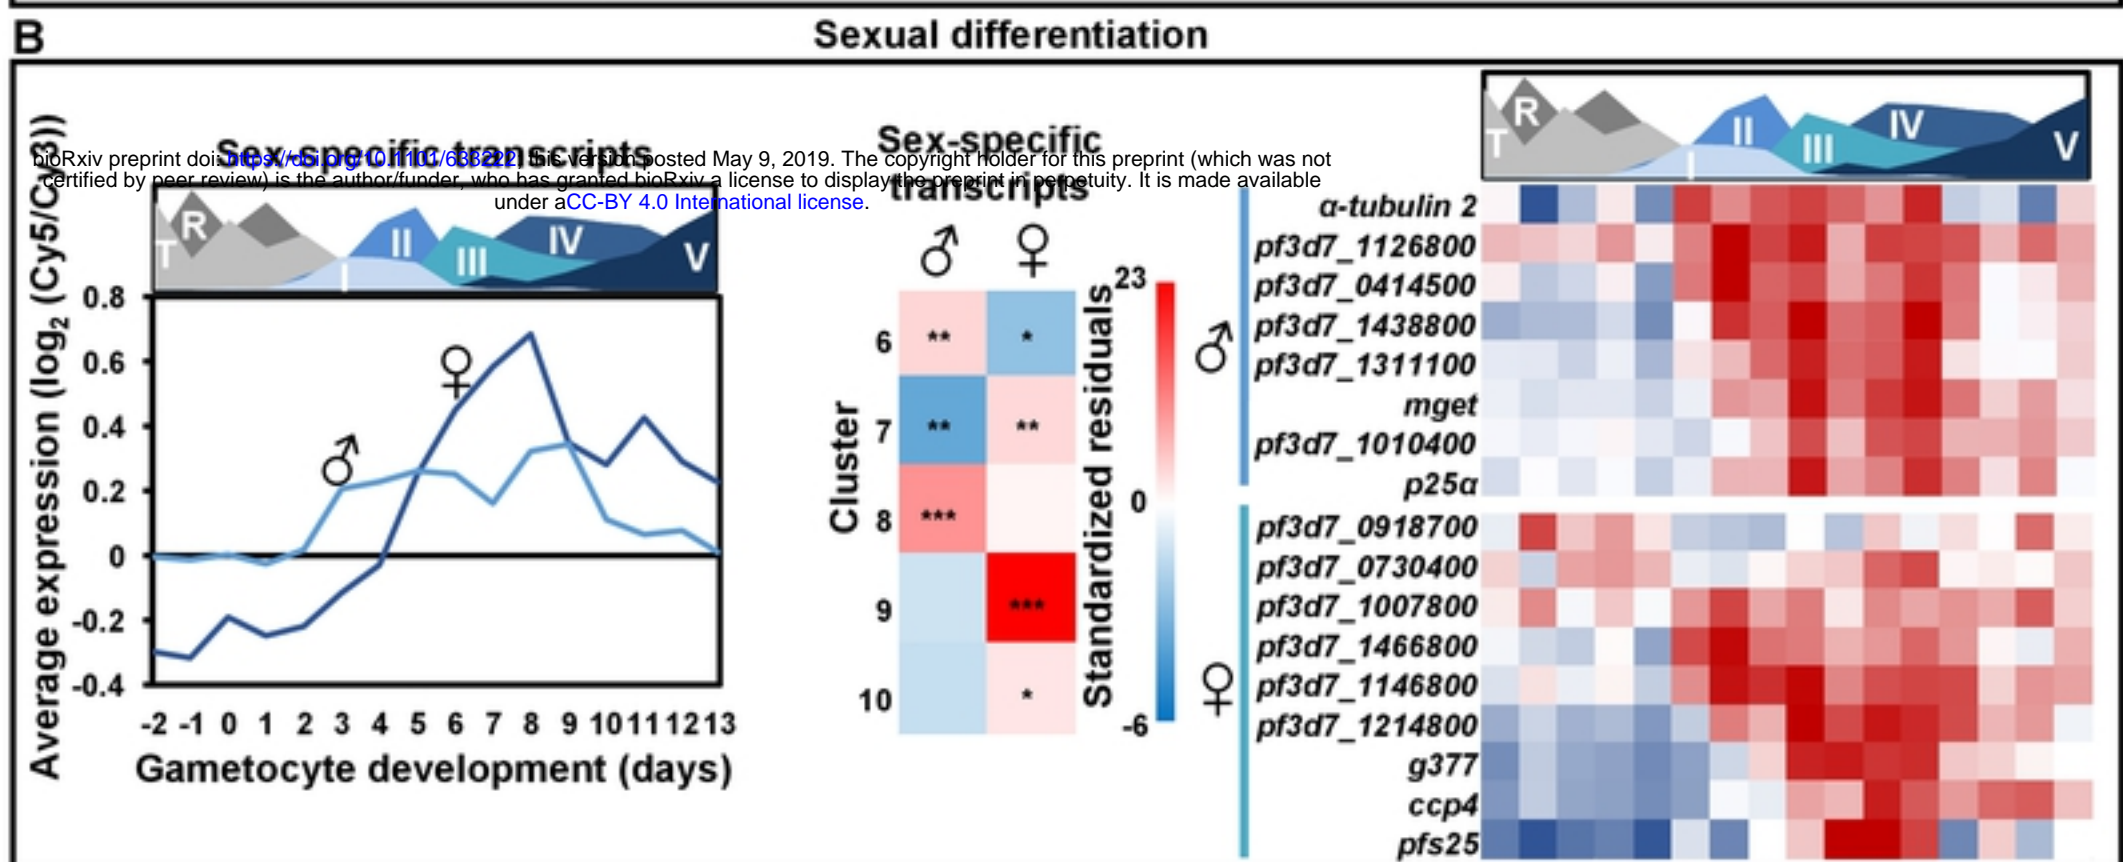 B
Sexual differentiation
Sex-specific transcripts
bioRxiv preprint doi: https://doi.org/10.1101/633222; this version posted May 9, 2019. The copyright holder for this preprint (which was not
certified by peer review) is the author/funder, who has granted bioRxiv a license to display the preprint in perpetuity. It is made available
under aCC-BY 4.0 International license.
T R I II III IV V
Average expression (log2 (Cy5/Cy3))
0.8
0.6
0.4
0.2
0
-0.2
-0.4
♂
♀
-2 -1 0 1 2 3 4 5 6 7 8 9 10 11 12 13
Gametocyte development (days)
Sex-specific
transcripts
♂ ♀
Cluster
6 ** *
7 ** **
8 ***
9 ***
10 *
Standardized residuals
23
0
-6
T R I II III IV V
♂
α-tubulin 2
pf3d7_1126800
pf3d7_0414500
pf3d7_1438800
pf3d7_1311100
mget
pf3d7_1010400
p25α
♀
pf3d7_0918700
pf3d7_0730400
pf3d7_1007800
pf3d7_1466800
pf3d7_1146800
pf3d7_1214800
g377
ccp4
pfs25